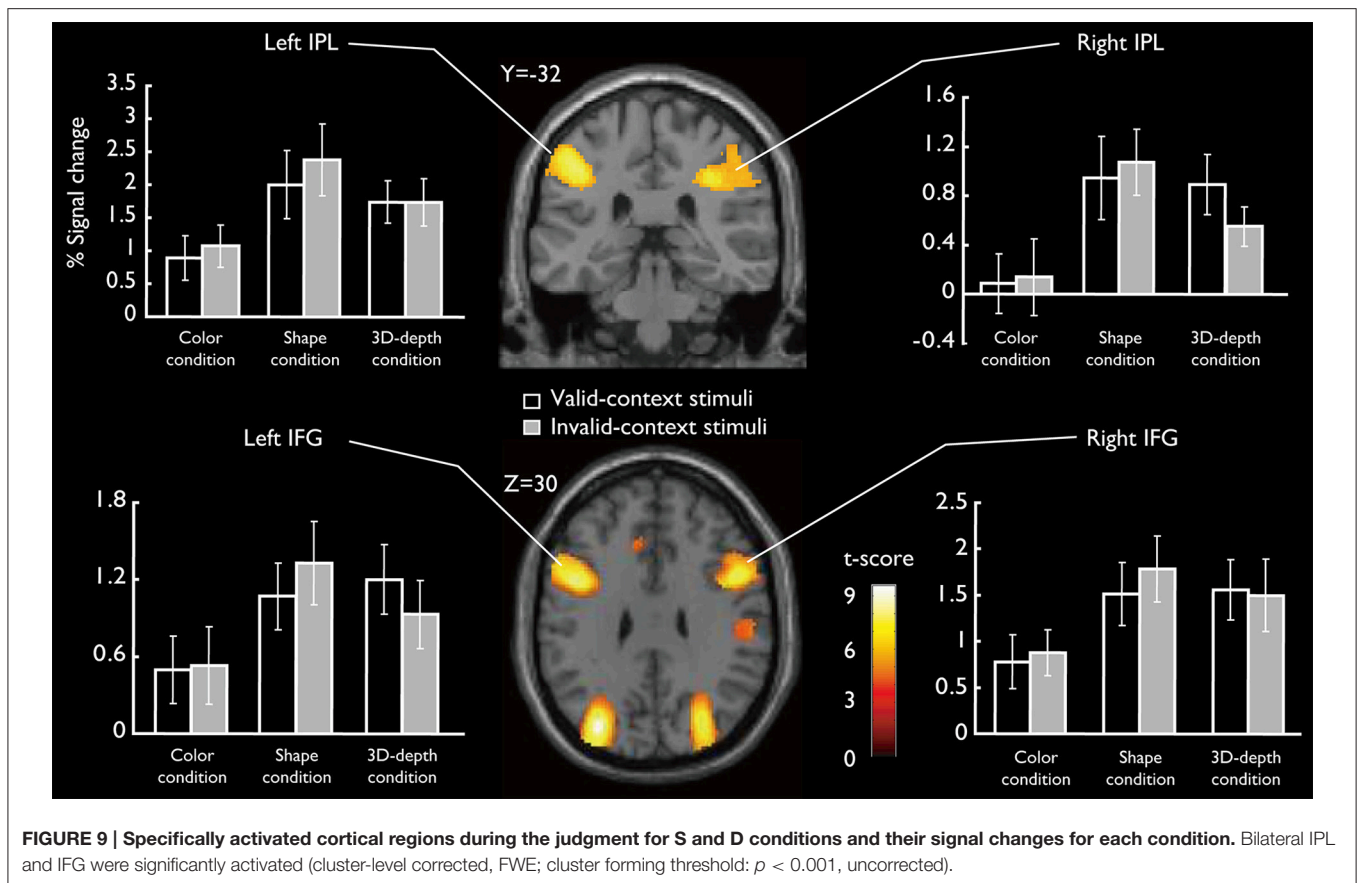 Left IPL
Right IPL
Y=-32
% Signal change
3.5
3
2.5
2
1.5
1
0.5
0
Color condition
Shape condition
3D-depth condition
1.6
1.2
0.8
0.4
0
-0.4
Color condition
Shape condition
3D-depth condition
Valid-context stimuli
Invalid-context stimuli
Left IFG
Right IFG
Z=30
1.8
1.2
0.6
0
Color condition
Shape condition
3D-depth condition
t-score
9
6
3
0
2.5
2
1.5
1
0.5
0
Color condition
Shape condition
3D-depth condition
FIGURE 9 | Specifically activated cortical regions during the judgment for S and D conditions and their signal changes for each condition. Bilateral IPL
and IFG were significantly activated (cluster-level corrected, FWE; cluster forming threshold: p < 0.001, uncorrected).